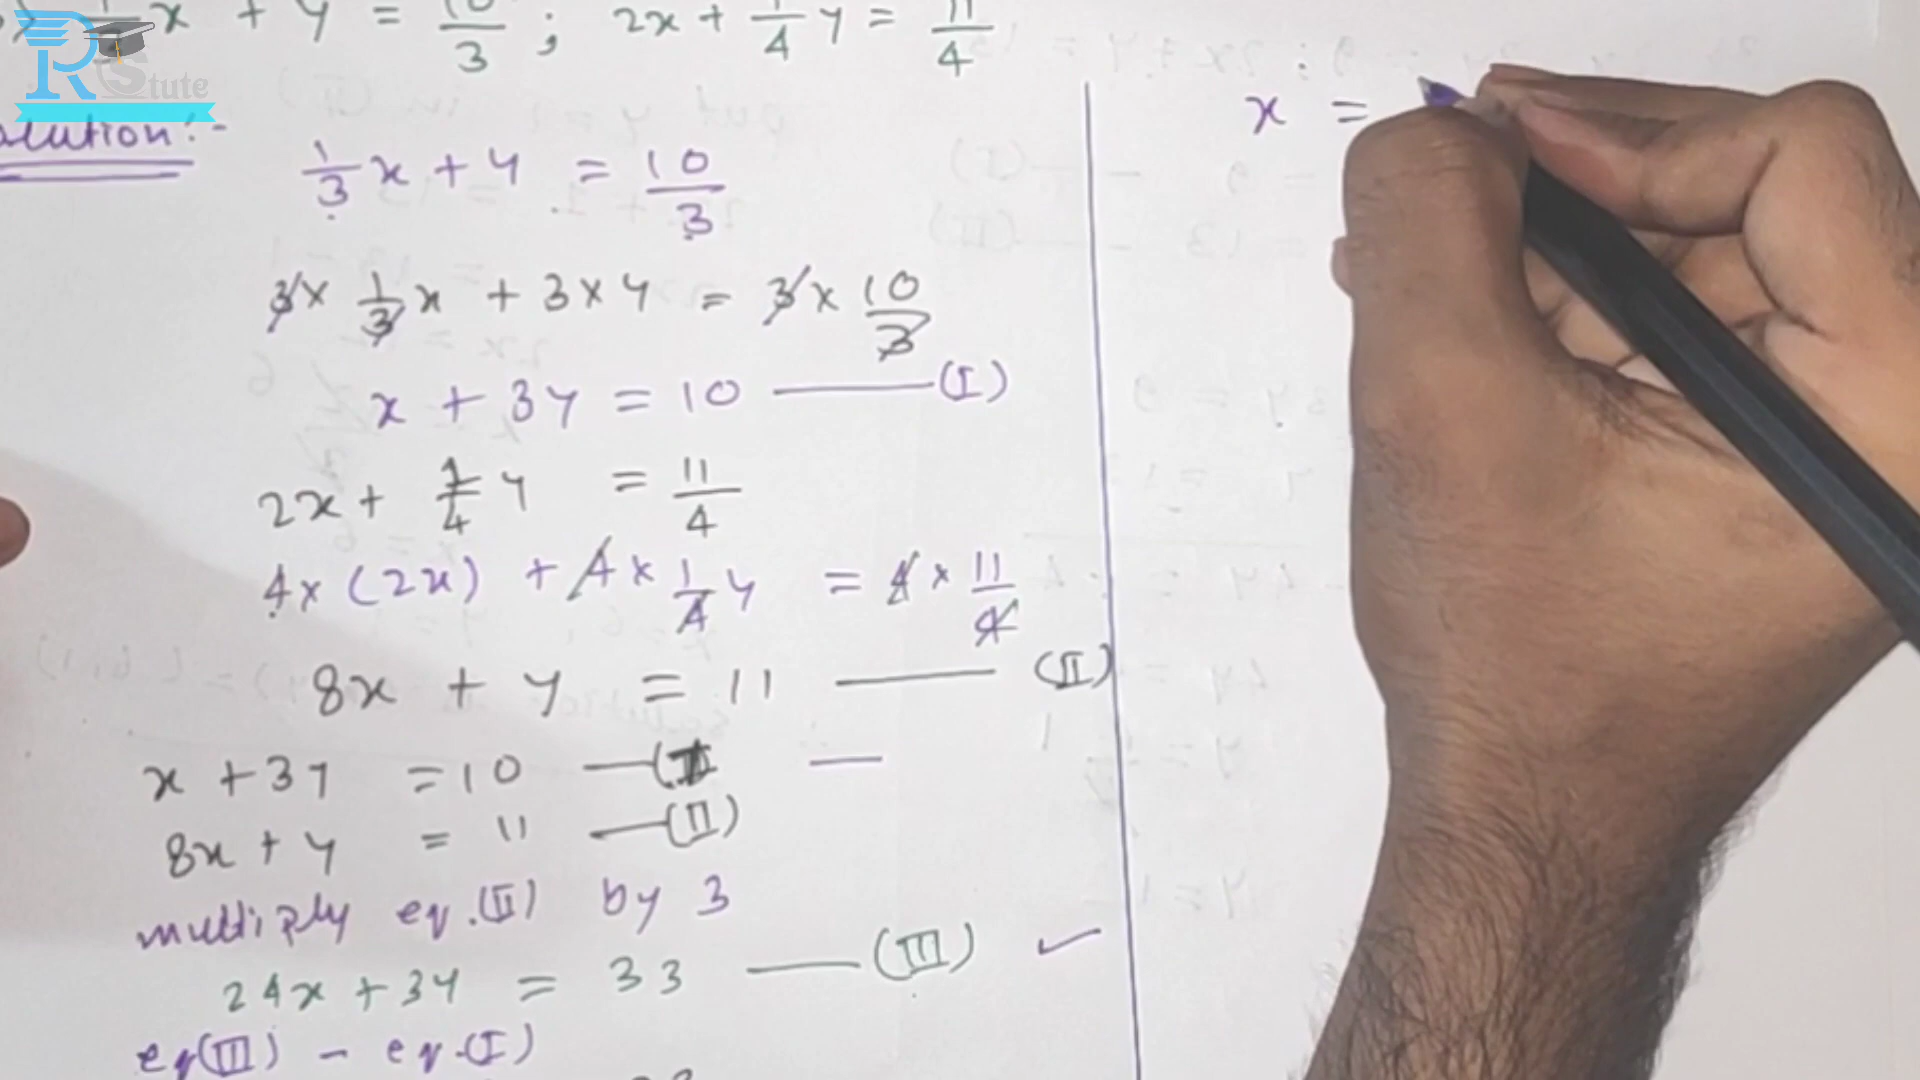 RStute
x + y = 10/3 ; 2x + 1/4 y = 11/4
1/3 x + y = 10/3
3 × 1/3 x + 3 × y = 3 × 10/3
x + 3y = 10 —— (I)
2x + 1/4 y = 11/4
4 × (2x) + 4 × 1/4 y = 4 × 11/4
8x + y = 11 —— (II)
x + 3y = 10 —
8x + y = 11 — (II)
multiply eq.(II) by 3
24x + 3y = 33 —— (III) ✓
eq(III) - eq.(I)
x =